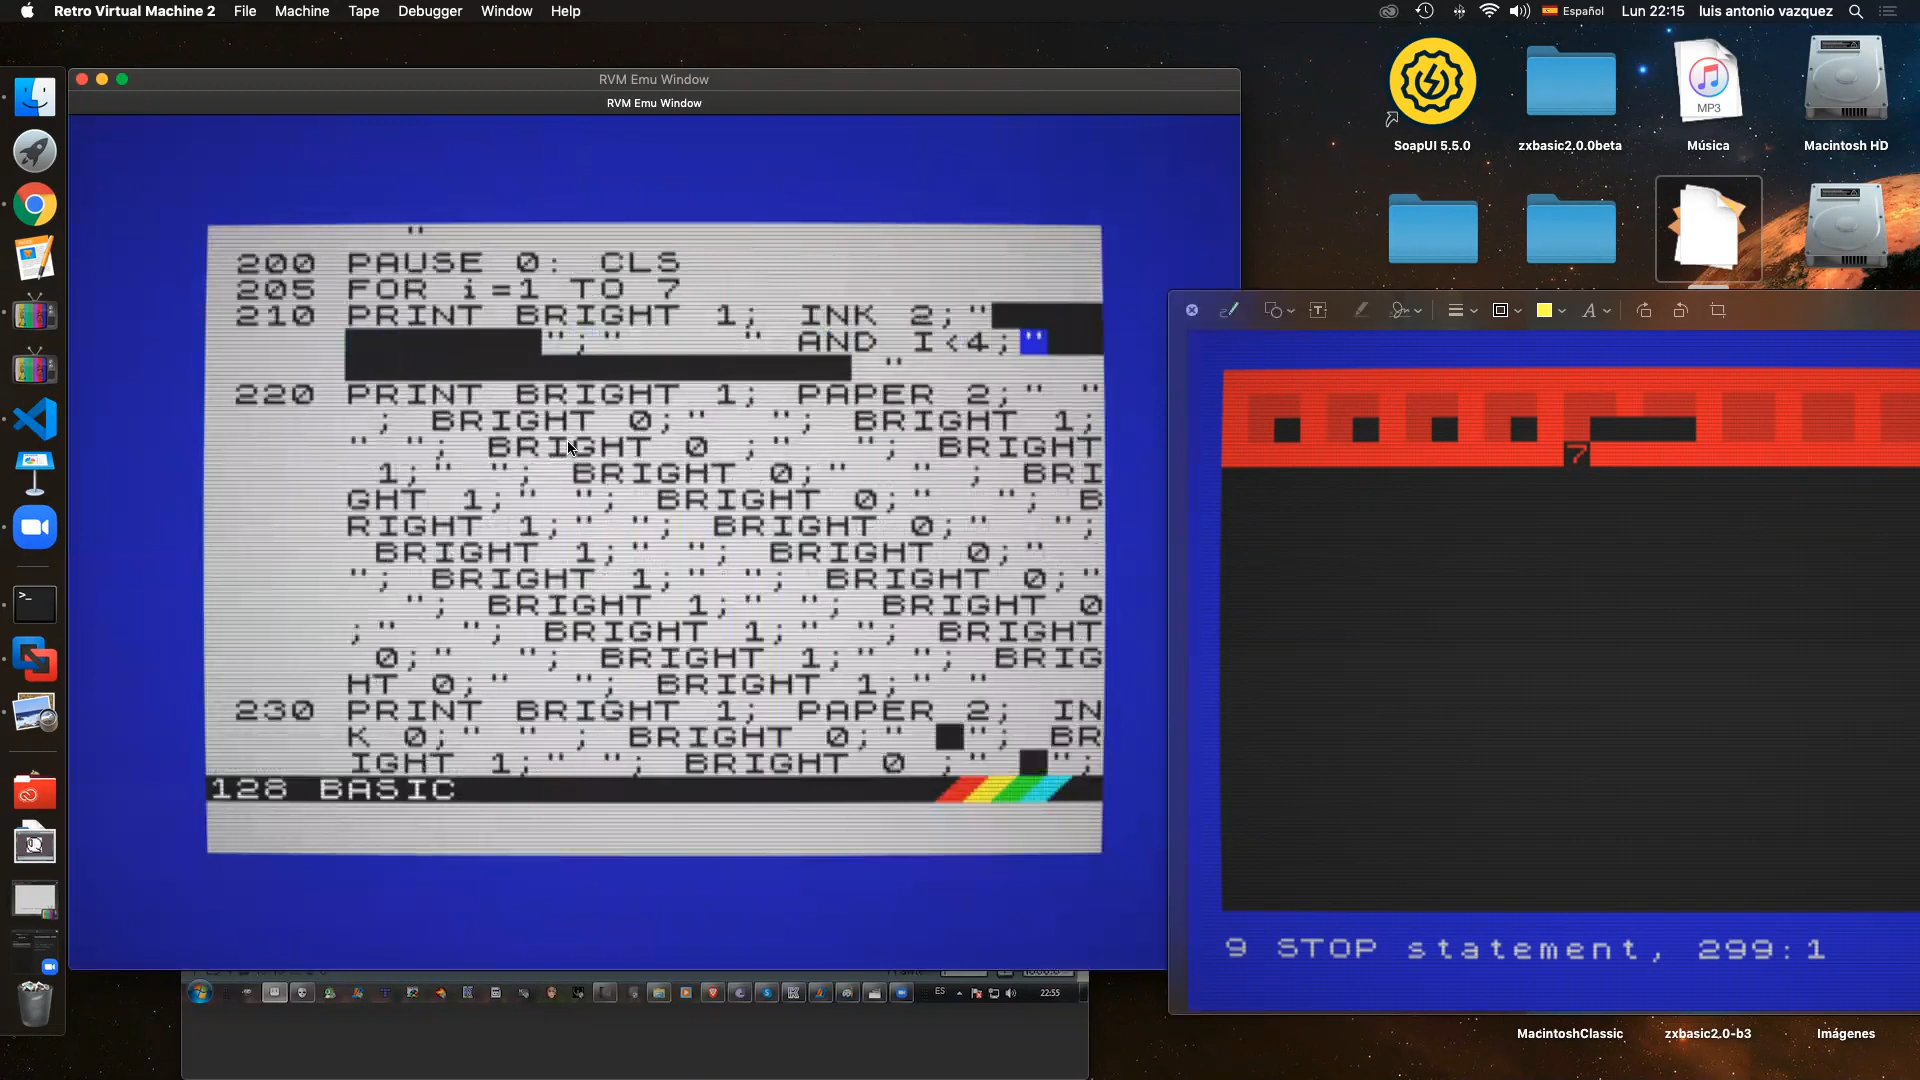 Retro Virtual Machine 2 File Machine Tape Debugger Window Help
Español Lun 22:15 luis antonio vazquez
RVM Emu Window
RVM Emu Window
MP3
SoapUI 5.5.0 zxbasic2.0.0beta Música Macintosh HD
"
200 PAUSE 0: CLS
205 FOR i=1 TO 7
210 PRINT BRIGHT 1; INK 2;"
";" " AND I<4;"
"
220 PRINT BRIGHT 1; PAPER 2;" "
; BRIGHT 0;" "; BRIGHT 1;
" "; BRIGHT 0 ;" "; BRIGHT
1;" "; BRIGHT 0;" "; BRI
GHT 1;" "; BRIGHT 0;" "; B
RIGHT 1;" "; BRIGHT 0;" ";
BRIGHT 1;" "; BRIGHT 0;"
"; BRIGHT 1;" "; BRIGHT 0;"
"; BRIGHT 1;" "; BRIGHT 0
;" "; BRIGHT 1;" "; BRIGHT
0;" "; BRIGHT 1;" "; BRIG
HT 0;" "; BRIGHT 1;" "
230 PRINT BRIGHT 1; PAPER 2; IN
K 0;" " ; BRIGHT 0;" "; BR
IGHT 1;" "; BRIGHT 0 ;" ";
128 BASIC
7
9 STOP statement, 299:1
ES 22:55
MacintoshClassic zxbasic2.0-b3 Imágenes